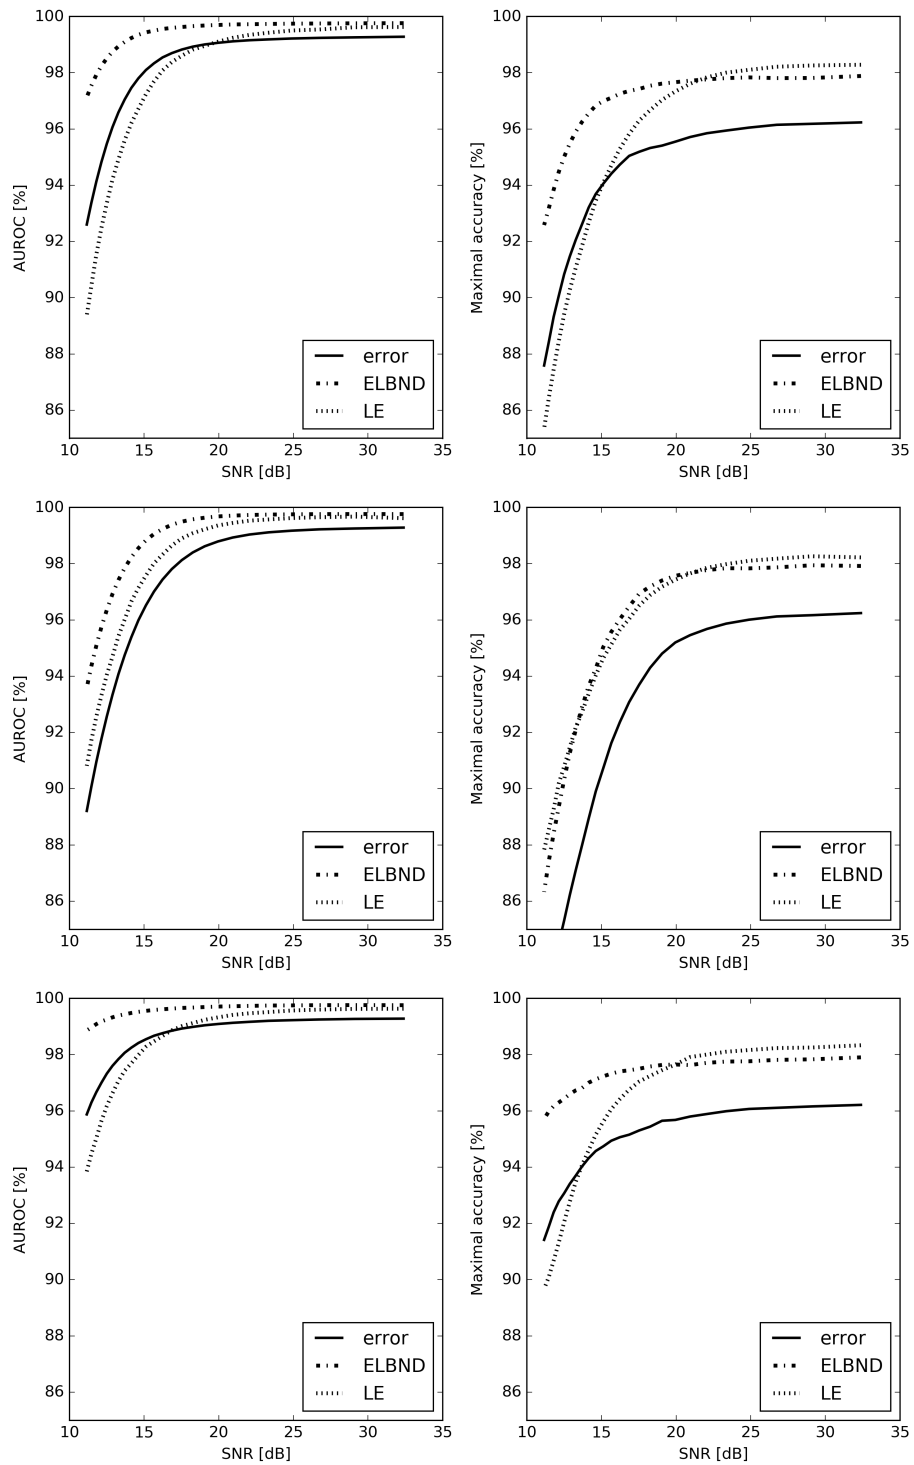 100
98
96
94
92
90
88
86
AUROC [%]
error
ELBND
LE
10 15 20 25 30 35
SNR [dB]
100
98
96
94
92
90
88
86
Maximal accuracy [%]
error
ELBND
LE
10 15 20 25 30 35
SNR [dB]
100
98
96
94
92
90
88
86
AUROC [%]
error
ELBND
LE
10 15 20 25 30 35
SNR [dB]
100
98
96
94
92
90
88
86
Maximal accuracy [%]
error
ELBND
LE
10 15 20 25 30 35
SNR [dB]
100
98
96
94
92
90
88
86
AUROC [%]
error
ELBND
LE
10 15 20 25 30 35
SNR [dB]
100
98
96
94
92
90
88
86
Maximal accuracy [%]
error
ELBND
LE
10 15 20 25 30 35
SNR [dB]